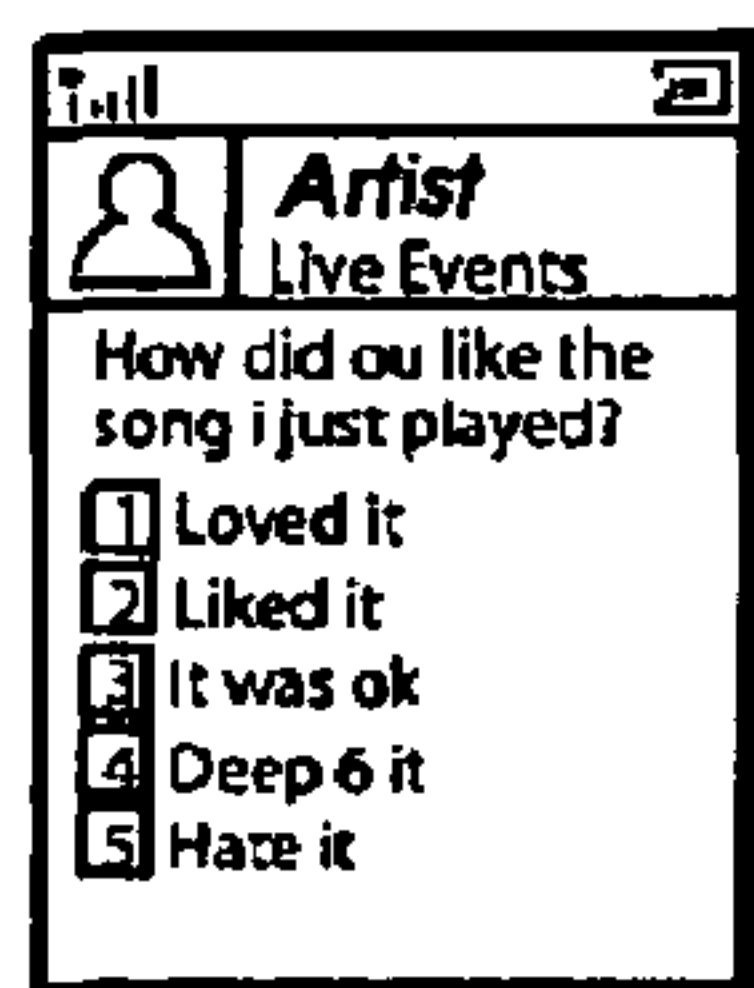 Artist
Live Events
How did ou like the
song i just played?
1 Loved it
2 Liked it
3 It was ok
4 Deep 6 it
5 Hate it